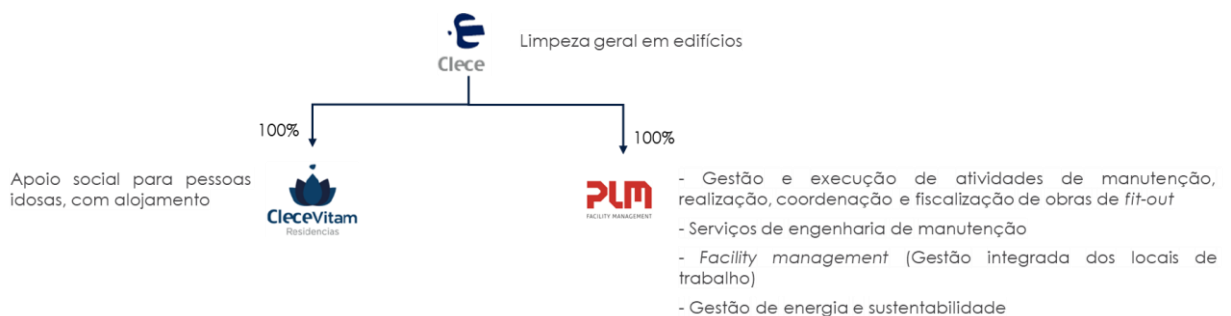 Clece
Limpeza geral em edifícios
100%
100%
Apoio social para pessoas
idosas, com alojamento
CleceVitam
Residencias
PLM
FACILITY MANAGEMENT
- Gestão e execução de atividades de manutenção,
realização, coordenação e fiscalização de obras de fit-out
- Serviços de engenharia de manutenção
- Facility management (Gestão integrada dos locais de
trabalho)
- Gestão de energia e sustentabilidade